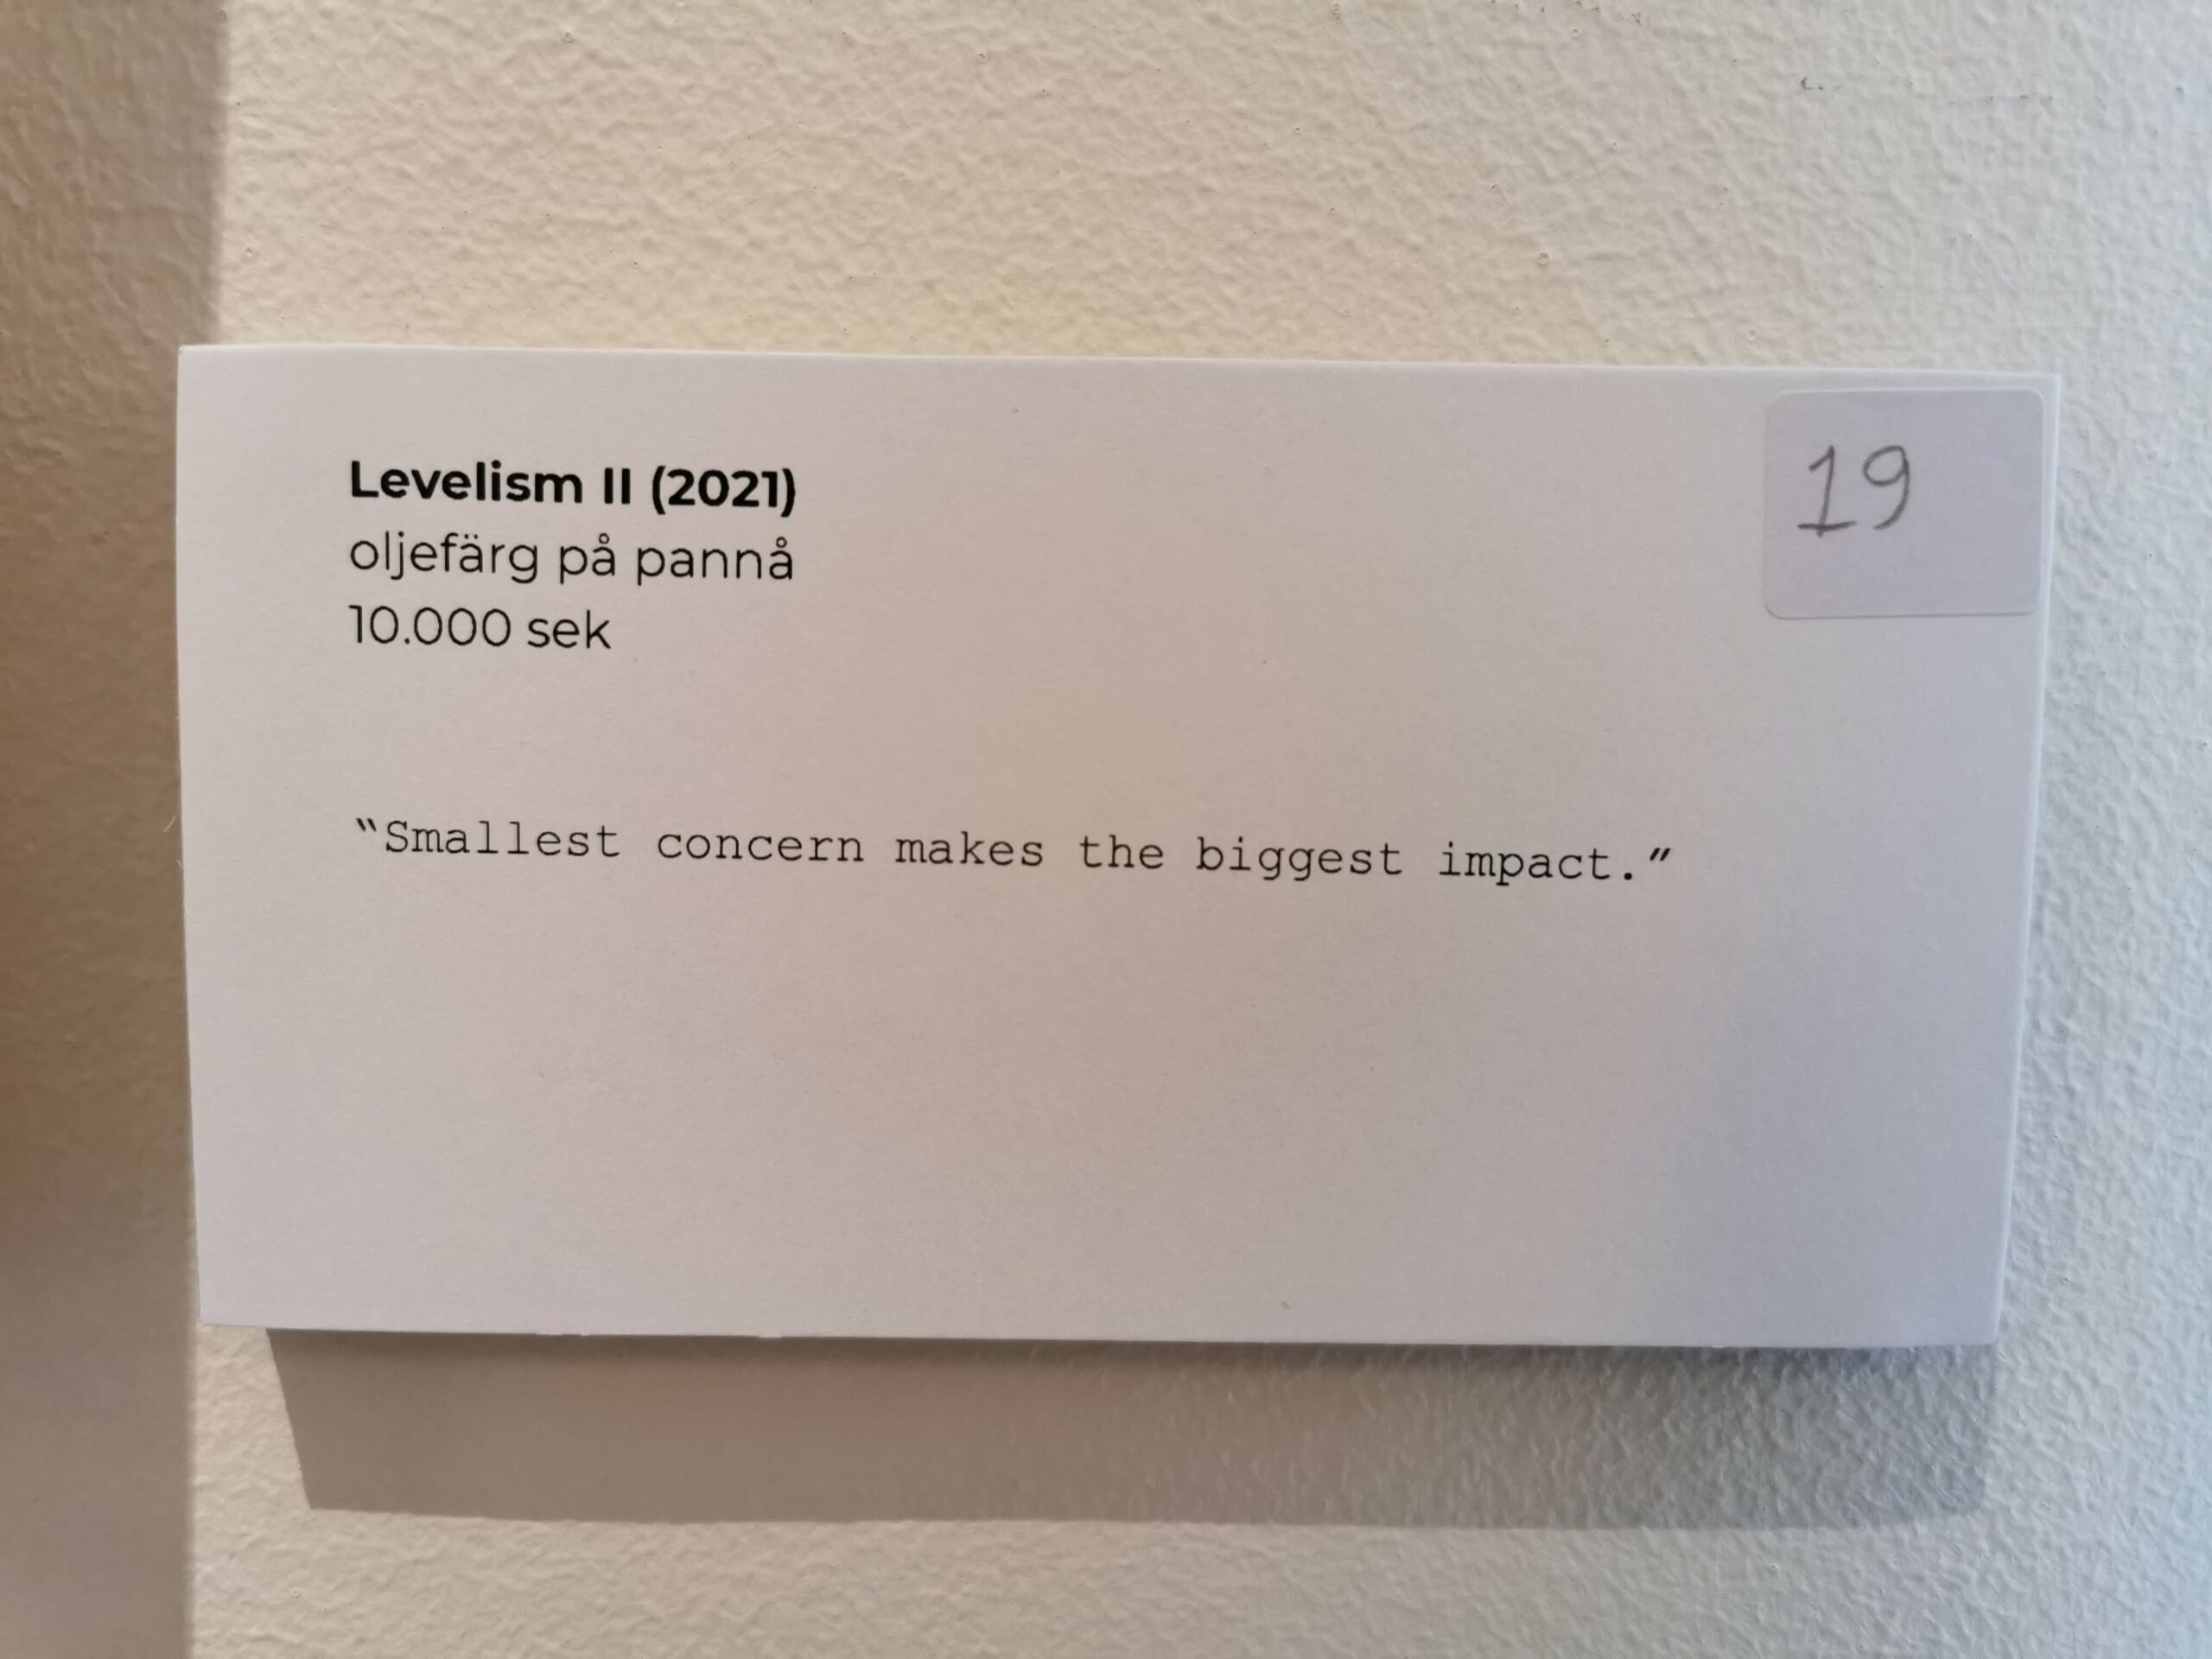 Levelism II (2021)
oljefärg på pannå
10.000 sek
19
“Smallest concern makes the biggest impact.”